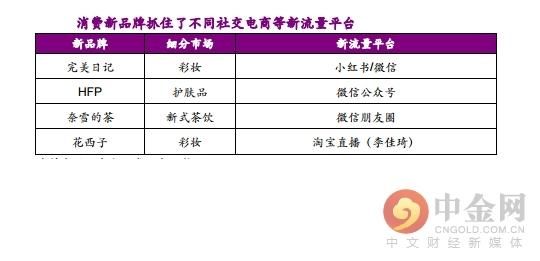 消费新品牌抓住了不同社交电商等新流量平台
新品牌 细分市场 新流量平台
完美日记 彩妆 小红书/微信
HFP 护肤品 微信公众号
奈雪的茶 新式茶饮 微信朋友圈
花西子 彩妆 淘宝直播（李佳琦）
中金网
CNGOLD.COM.CN
中文财经新媒体